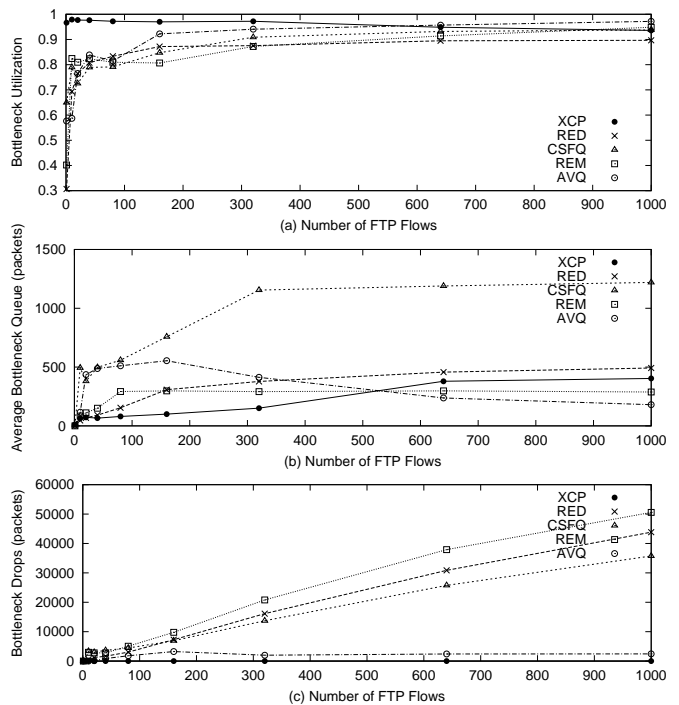 1
0.9
0.8
0.7
0.6
0.5
0.4
0.3
Bottleneck Utilization
XCP
RED
CSFQ
REM
AVQ
0 100 200 300 400 500 600 700 800 900 1000
(a) Number of FTP Flows
1500
1000
500
0
Average Bottleneck Queue (packets)
XCP
RED
CSFQ
REM
AVQ
0 100 200 300 400 500 600 700 800 900 1000
(b) Number of FTP Flows
60000
50000
40000
30000
20000
10000
0
Bottleneck Drops (packets)
XCP
RED
CSFQ
REM
AVQ
0 100 200 300 400 500 600 700 800 900 1000
(c) Number of FTP Flows